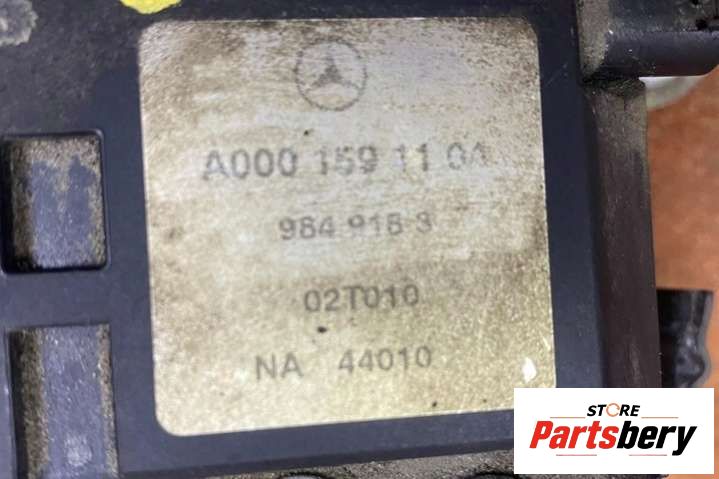 A000 159 11 04
984 918 3
02T010
NA 44010
STORE
Partsbery